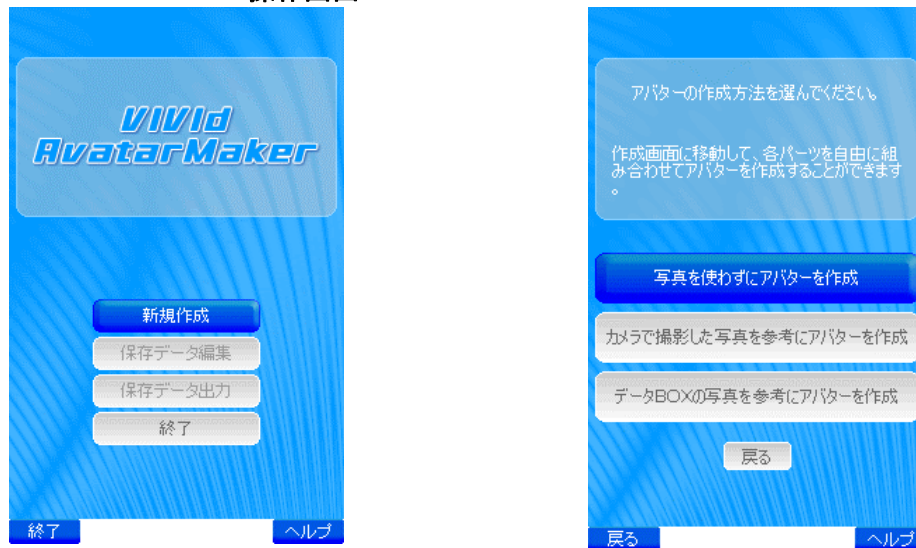 VIVId
AvatarMaker
新規作成
保存データ編集
保存データ出力
終了
終了
ヘルプ
アバターの作成方法を選んでください。
作成画面に移動して、各パーツを自由に組
み合わせてアバターを作成することができます
。
写真を使わずにアバターを作成
カメラで撮影した写真を参考にアバターを作成
データBOXの写真を参考にアバターを作成
戻る
戻る
ヘルプ